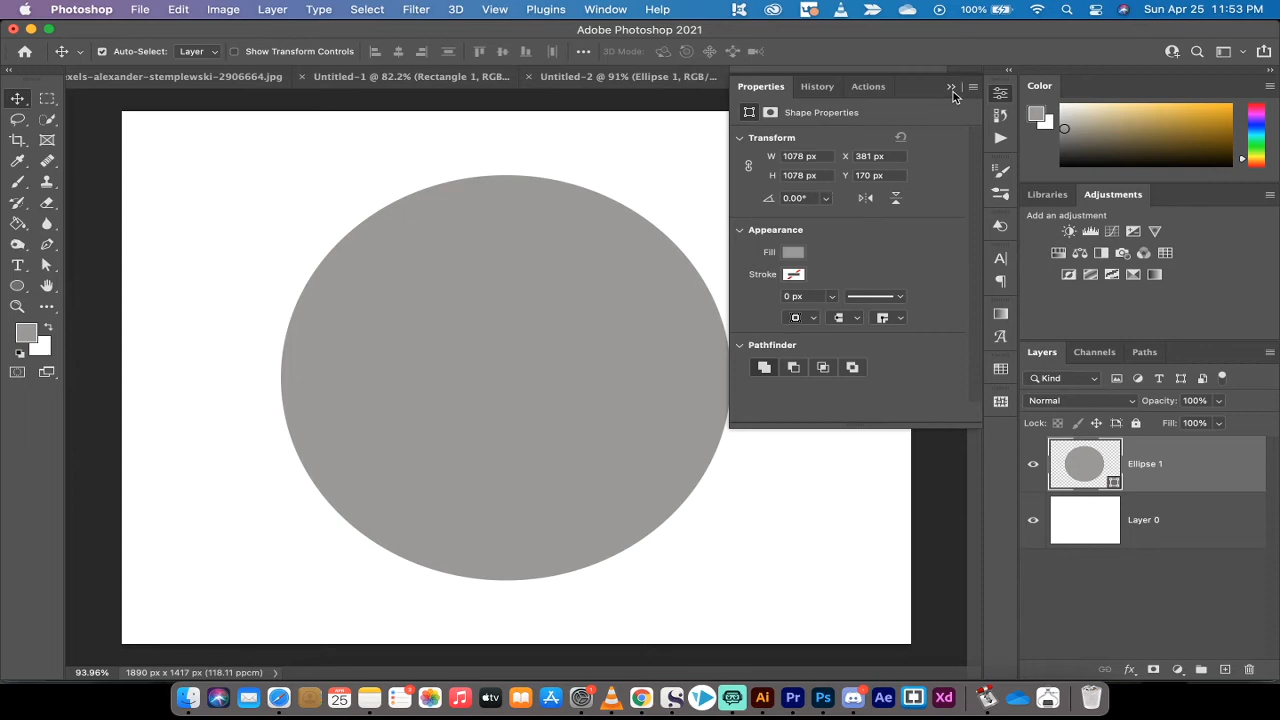 Photoshop File Edit Image Layer Type Select Filter 3D View Plugins Window Help 100% Sun Apr 25 11:53 PM
Adobe Photoshop 2021
Auto-Select: Layer Show Transform Controls 3D Mode:
exels-alexander-stemplewski-2906664.jpg Untitled-1 @ 82.2% (Rectangle 1, RGB... Untitled-2 @ 91% (Ellipse 1, RGB/...
Properties History Actions
Color
Shape Properties
Transform
W 1078 px X 381 px
H 1078 px Y 170 px
0.00°
Libraries Adjustments
Add an adjustment
Appearance
Fill
Stroke
0 px
Pathfinder
Layers Channels Paths
Kind
Normal Opacity: 100%
Lock: Fill: 100%
Ellipse 1
Layer 0
93.96% 1890 px x 1417 px (118.11 ppcm)